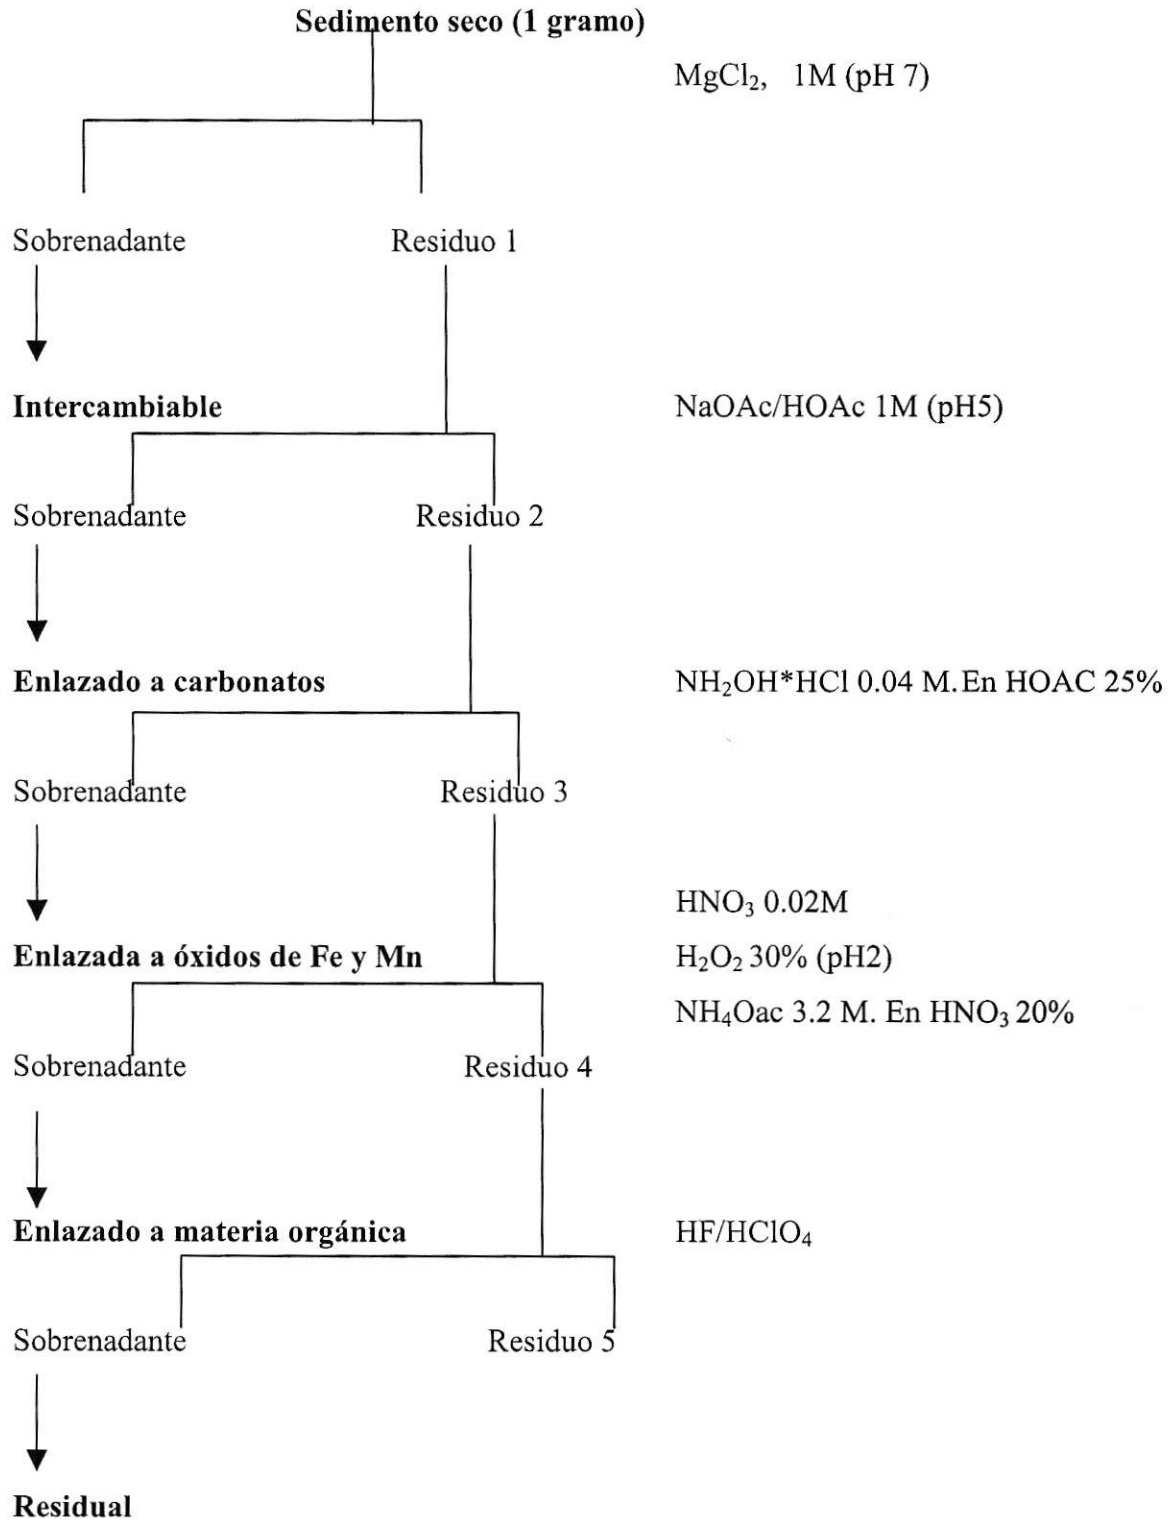 Sedimento seco (1 gramo)
MgCl₂, 1M (pH 7)
Sobrenadante Residuo 1
Intercambiable NaOAc/HOAc 1M (pH5)
Sobrenadante Residuo 2
Enlazado a carbonatos NH₂OH*HCl 0.04 M. En HOAC 25%
Sobrenadante Residuo 3
HNO₃ 0.02M
Enlazada a óxidos de Fe y Mn H₂O₂ 30% (pH2)
NH₄Oac 3.2 M. En HNO₃ 20%
Sobrenadante Residuo 4
Enlazado a materia orgánica HF/HClO₄
Sobrenadante Residuo 5
Residual